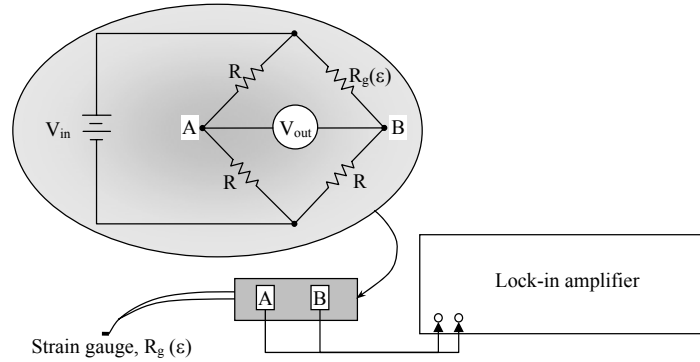 R
R_g(ε)
V_in
A
V_out
B
R
R
Lock-in amplifier
A
B
Strain gauge, R_g (ε)